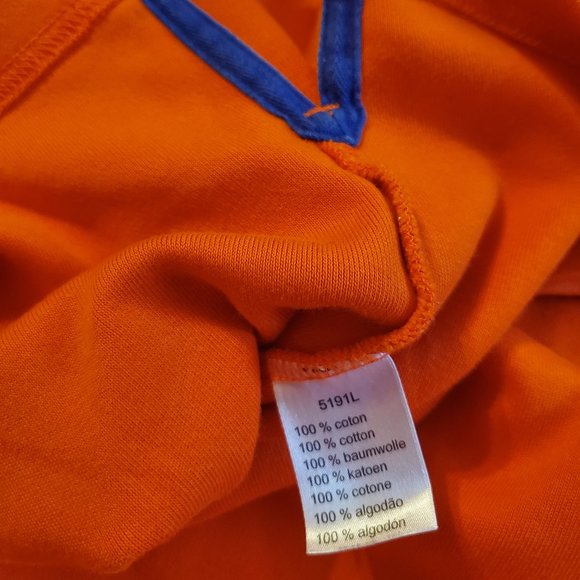 5191L
100 % coton
100 % cotton
100 % baumwolle
100 % katoen
100 % cotone
100 % algodão
100 % algodón